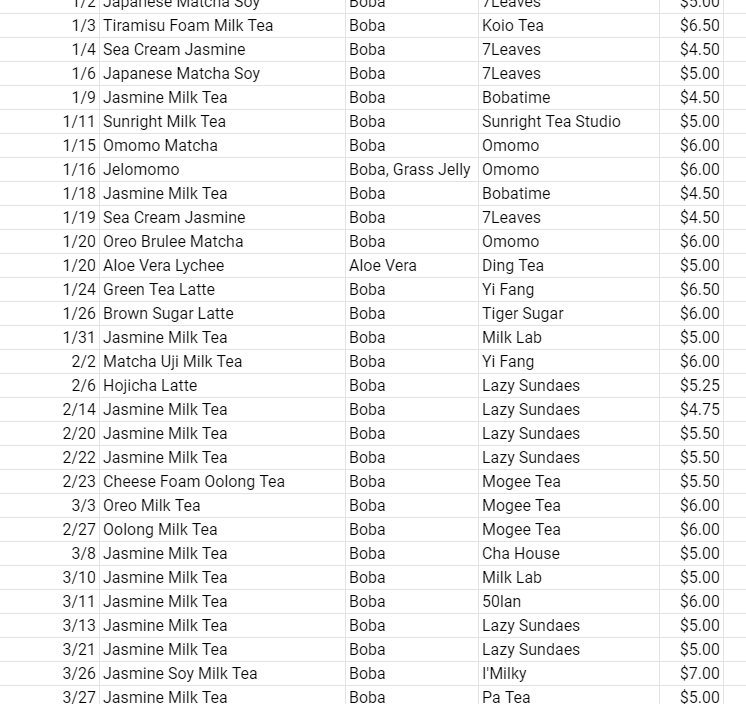 1/2 Japanese Matcha Soy Boba 7Leaves $5.00
1/3 Tiramisu Foam Milk Tea Boba Koio Tea $6.50
1/4 Sea Cream Jasmine Boba 7Leaves $4.50
1/6 Japanese Matcha Soy Boba 7Leaves $5.00
1/9 Jasmine Milk Tea Boba Bobatime $4.50
1/11 Sunright Milk Tea Boba Sunright Tea Studio $5.00
1/15 Omomo Matcha Boba Omomo $6.00
1/16 Jelomomo Boba, Grass Jelly Omomo $6.00
1/18 Jasmine Milk Tea Boba Bobatime $4.50
1/19 Sea Cream Jasmine Boba 7Leaves $4.50
1/20 Oreo Brulee Matcha Boba Omomo $6.00
1/20 Aloe Vera Lychee Aloe Vera Ding Tea $5.00
1/24 Green Tea Latte Boba Yi Fang $6.50
1/26 Brown Sugar Latte Boba Tiger Sugar $6.00
1/31 Jasmine Milk Tea Boba Milk Lab $5.00
2/2 Matcha Uji Milk Tea Boba Yi Fang $6.00
2/6 Hojicha Latte Boba Lazy Sundaes $5.25
2/14 Jasmine Milk Tea Boba Lazy Sundaes $4.75
2/20 Jasmine Milk Tea Boba Lazy Sundaes $5.50
2/22 Jasmine Milk Tea Boba Lazy Sundaes $5.50
2/23 Cheese Foam Oolong Tea Boba Mogee Tea $5.50
3/3 Oreo Milk Tea Boba Mogee Tea $6.00
2/27 Oolong Milk Tea Boba Mogee Tea $6.00
3/8 Jasmine Milk Tea Boba Cha House $5.00
3/10 Jasmine Milk Tea Boba Milk Lab $5.00
3/11 Jasmine Milk Tea Boba 50lan $6.00
3/13 Jasmine Milk Tea Boba Lazy Sundaes $5.00
3/21 Jasmine Milk Tea Boba Lazy Sundaes $5.00
3/26 Jasmine Soy Milk Tea Boba I'Milky $7.00
3/27 Jasmine Milk Tea Boba Pa Tea $5.00